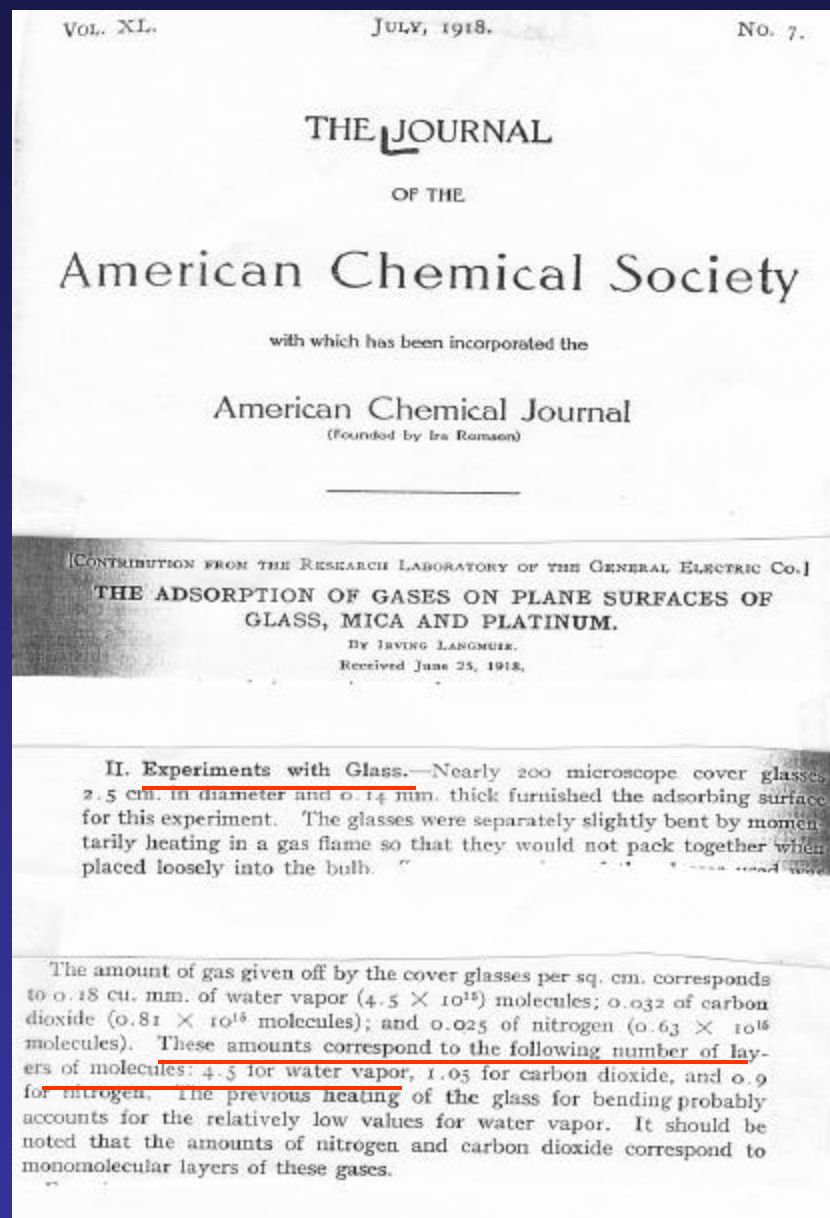 VOL. XL. JULY, 1918. No. 7.
THE JOURNAL
OF THE
American Chemical Society
with which has been incorporated the
American Chemical Journal
(Founded by Ira Remsen)
[CONTRIBUTION FROM THE RESEARCH LABORATORY OF THE GENERAL ELECTRIC CO.]
THE ADSORPTION OF GASES ON PLANE SURFACES OF
GLASS, MICA AND PLATINUM.
BY IRVING LANGMUIR.
Received June 25, 1918.
II. Experiments with Glass.—Nearly 200 microscope cover glasses
2.5 cm. in diameter and 0.14 mm. thick furnished the adsorbing surface
for this experiment. The glasses were separately slightly bent by momen-
tarily heating in a gas flame so that they would not pack together when
placed loosely into the bulb.
The amount of gas given off by the cover glasses per sq. cm. corresponds
to 0.18 cu. mm. of water vapor (4.5 × 10¹⁵) molecules; 0.032 of carbon
dioxide (0.81 × 10¹⁵ molecules); and 0.025 of nitrogen (0.63 × 10¹⁵
molecules). These amounts correspond to the following number of lay-
ers of molecules: 4.5 for water vapor, 1.05 for carbon dioxide, and 0.9
for nitrogen. The previous heating of the glass for bending probably
accounts for the relatively low values for water vapor. It should be
noted that the amounts of nitrogen and carbon dioxide correspond to
monomolecular layers of these gases.